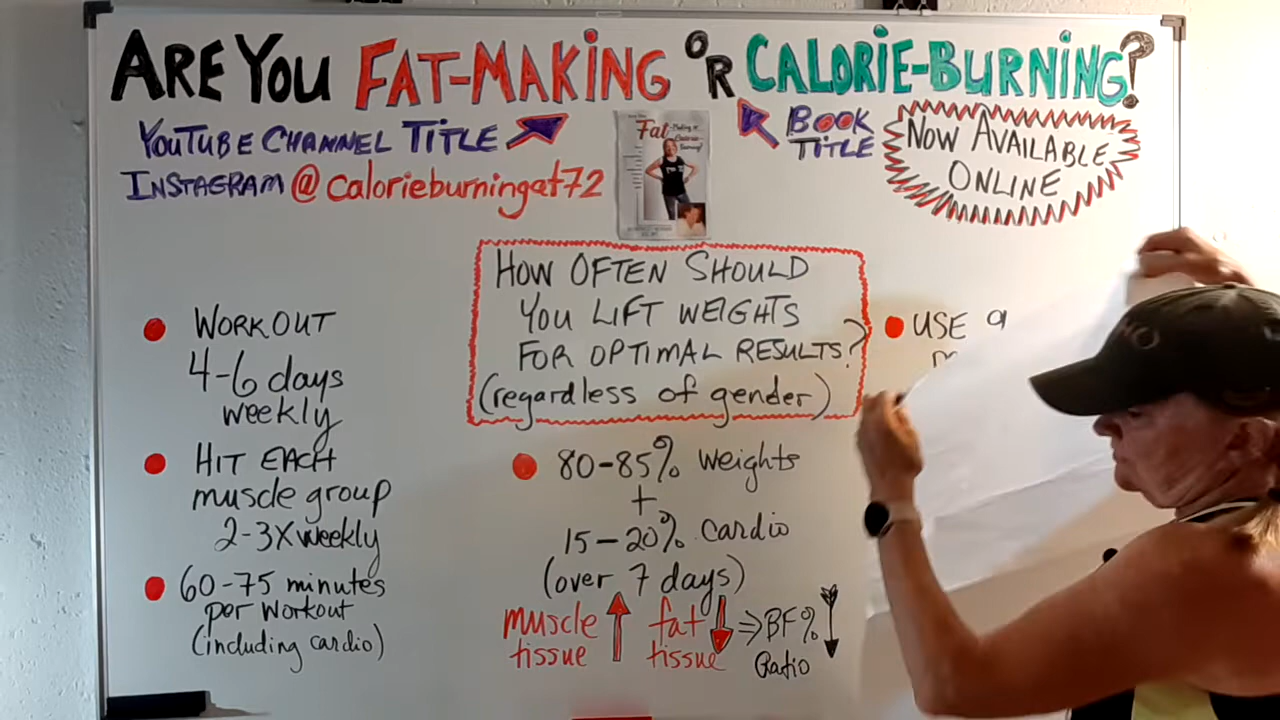 ARE YOU FAT-MAKING OR CALORIE-BURNING?
YOUTUBE CHANNEL TITLE
INSTAGRAM @calorieburningat72
BOOK
TITLE
NOW AVAILABLE
ONLINE
Fat
HOW OFTEN SHOULD
YOU LIFT WEIGHTS
FOR OPTIMAL RESULTS?
(regardless of gender)
WORKOUT
4-6 days
weekly
HIT EACH
muscle group
2-3X weekly
60-75 minutes
per workout
(including cardio)
80-85% weights
+
15-20% cardio
(over 7 days)
muscle
tissue
fat
tissue
⇒ BF%
Ratio
USE a